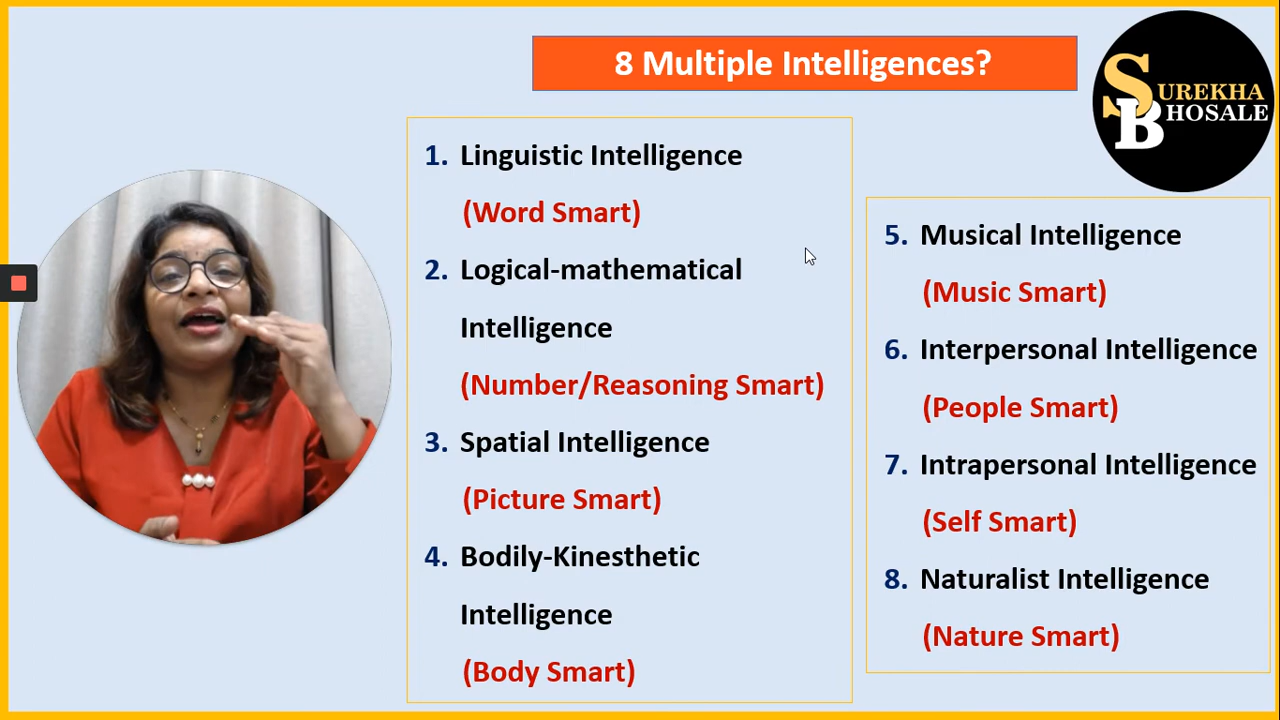 8 Multiple Intelligences?
SUREKHA
BHOSALE
1. Linguistic Intelligence
(Word Smart)
2. Logical-mathematical
Intelligence
(Number/Reasoning Smart)
3. Spatial Intelligence
(Picture Smart)
4. Bodily-Kinesthetic
Intelligence
(Body Smart)
5. Musical Intelligence
(Music Smart)
6. Interpersonal Intelligence
(People Smart)
7. Intrapersonal Intelligence
(Self Smart)
8. Naturalist Intelligence
(Nature Smart)